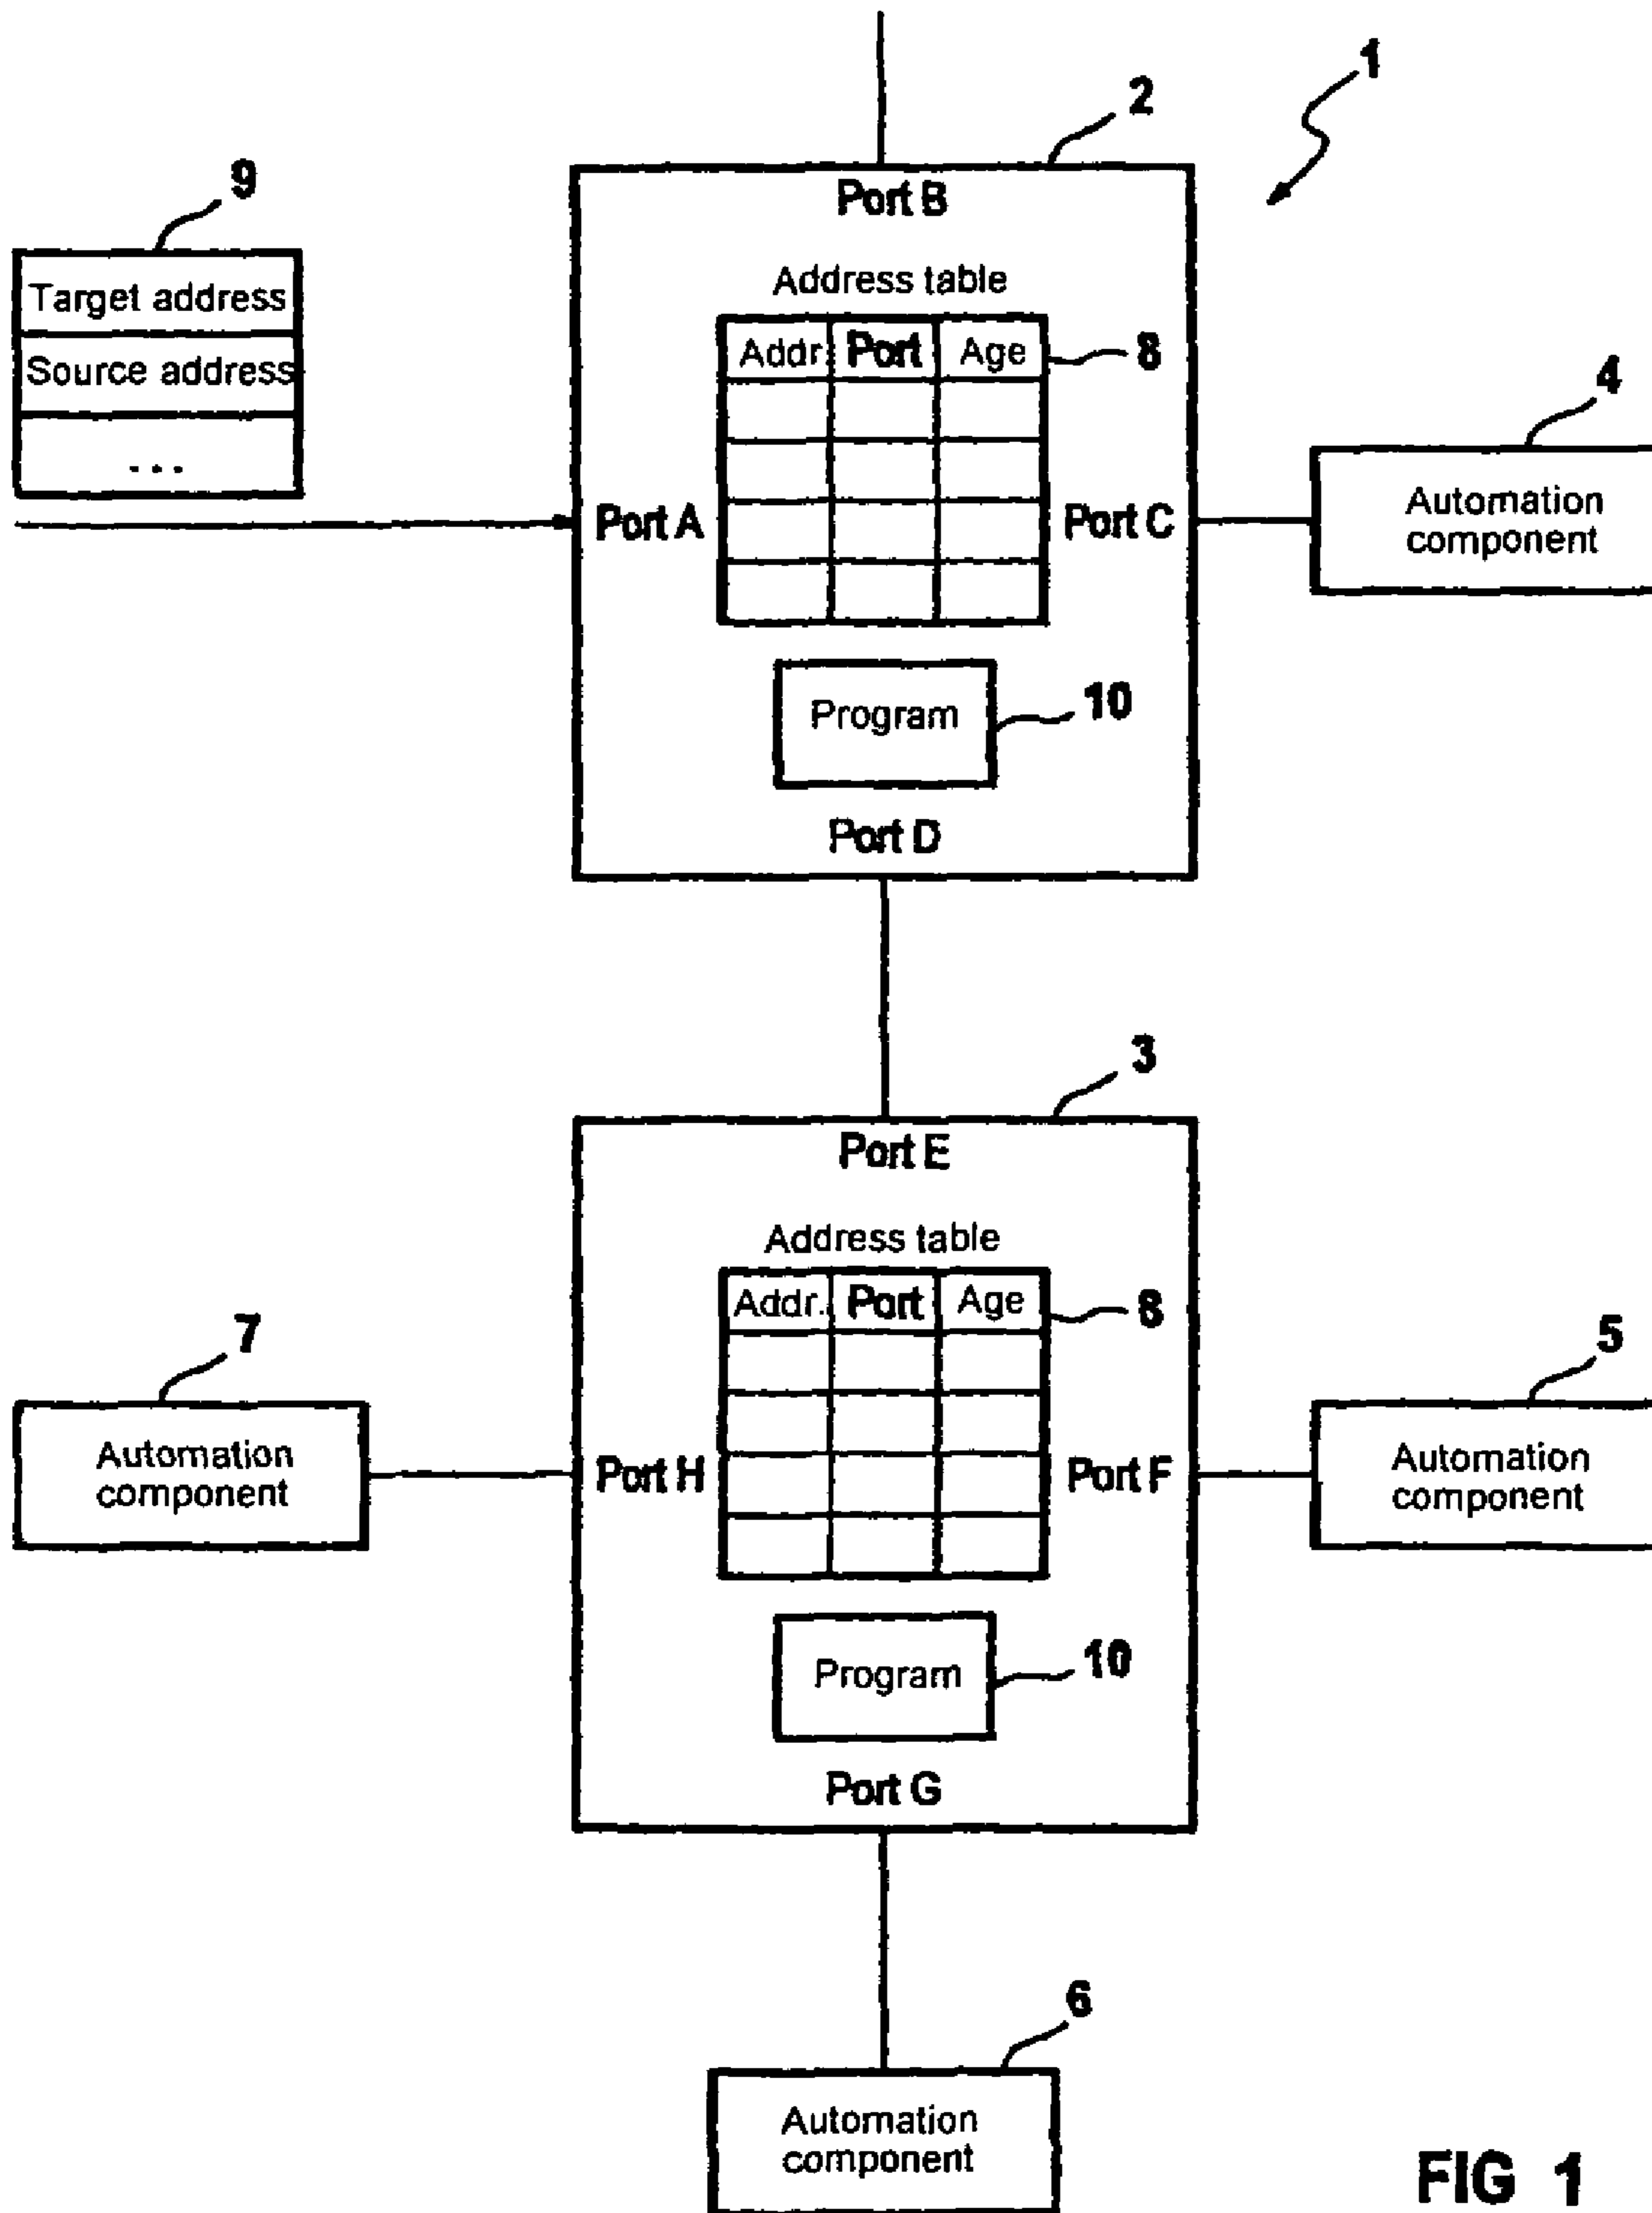 1
2
Port B
9
Target address
Source address
...
Address table
Addr. Port Age
8
4
Automation
component
Port A
Port C
Program
10
Port D
3
Port E
Address table
Addr. Port Age
8
7
Automation
component
5
Automation
component
Port H
Port F
Program
10
Port G
6
Automation
component
FIG 1